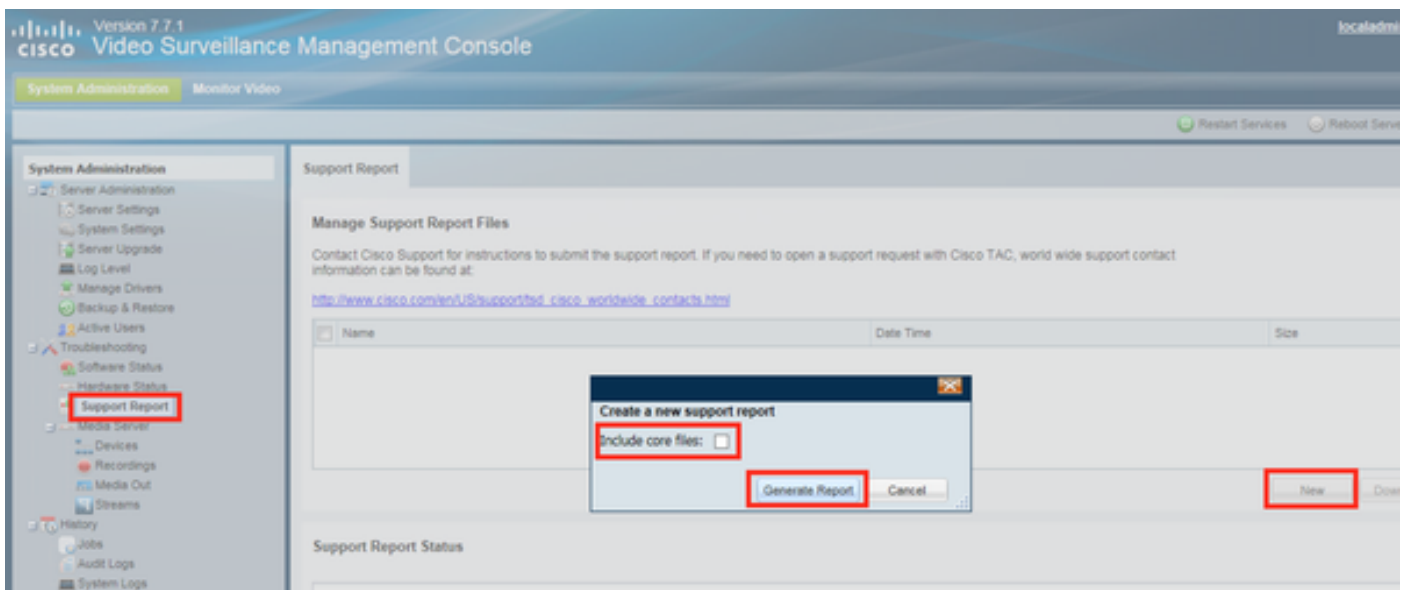 Version 7.7.1
CISCO Video Surveillance Management Console
localadmi
System Administration Monitor Video
Restart Services Reboot Serve
System Administration
Server Administration
Server Settings
System Settings
Server Upgrade
Log Level
Manage Drivers
Backup & Restore
Active Users
Troubleshooting
Software Status
Hardware Status
Support Report
Media Server
Devices
Recordings
Media Out
Streams
History
Jobs
Audit Logs
System Logs
Support Report
Manage Support Report Files
Contact Cisco Support for instructions to submit the support report. If you need to open a support request with Cisco TAC, world wide support contact
information can be found at:
http://www.cisco.com/en/US/support/tsd_cisco_worldwide_contacts.html
Name Date Time Size
Create a new support report
Include core files:
Generate Report Cancel
New Down
Support Report Status